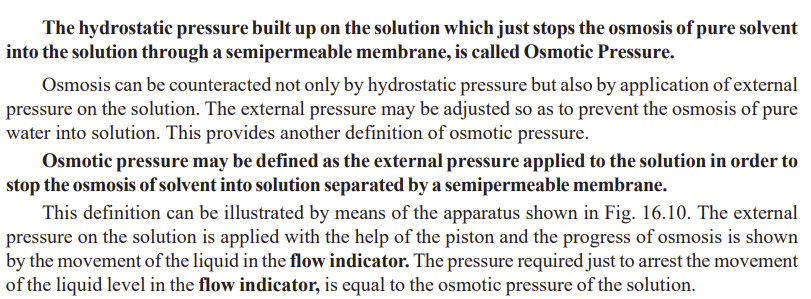 The hydrostatic pressure built up on the solution which just stops the osmosis of pure solvent
into the solution through a semipermeable membrane, is called Osmotic Pressure.
Osmosis can be counteracted not only by hydrostatic pressure but also by application of external
pressure on the solution. The external pressure may be adjusted so as to prevent the osmosis of pure
water into solution. This provides another definition of osmotic pressure.
Osmotic pressure may be defined as the external pressure applied to the solution in order to
stop the osmosis of solvent into solution separated by a semipermeable membrane.
This definition can be illustrated by means of the apparatus shown in Fig. 16.10. The external
pressure on the solution is applied with the help of the piston and the progress of osmosis is shown
by the movement of the liquid in the flow indicator. The pressure required just to arrest the movement
of the liquid level in the flow indicator, is equal to the osmotic pressure of the solution.